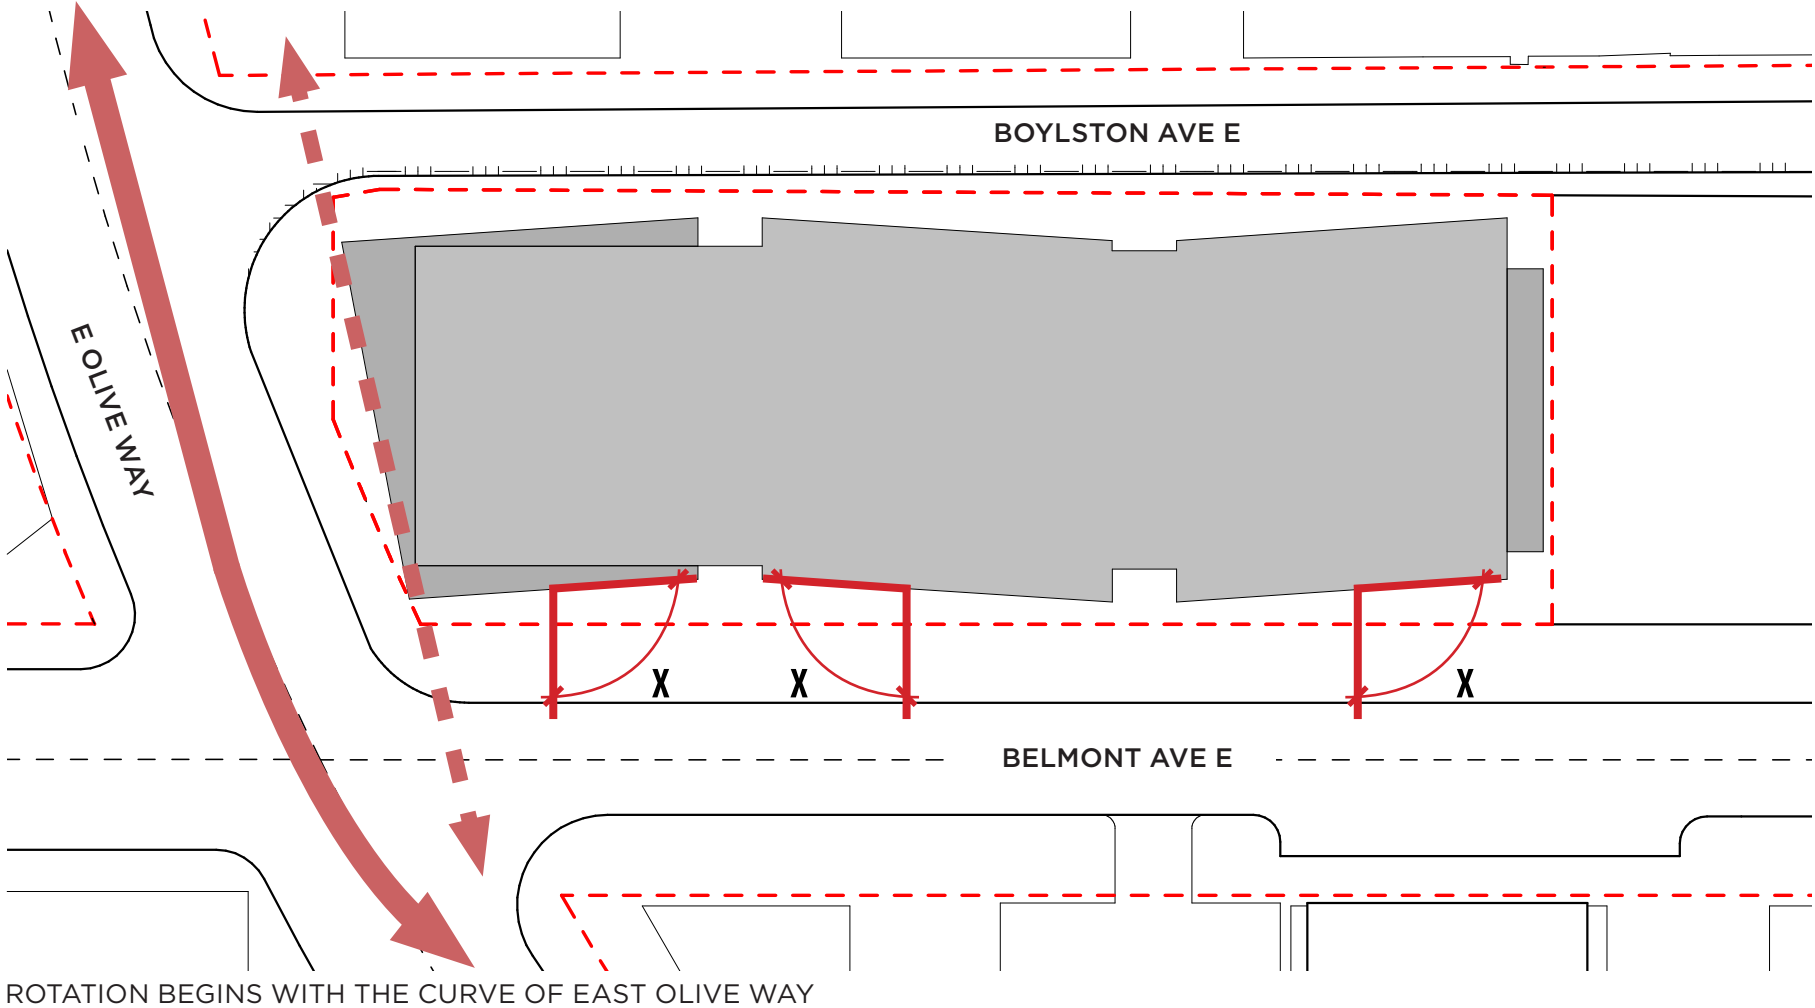 BOYLSTON AVE E
E OLIVE WAY
X
X
X
BELMONT AVE E
ROTATION BEGINS WITH THE CURVE OF EAST OLIVE WAY